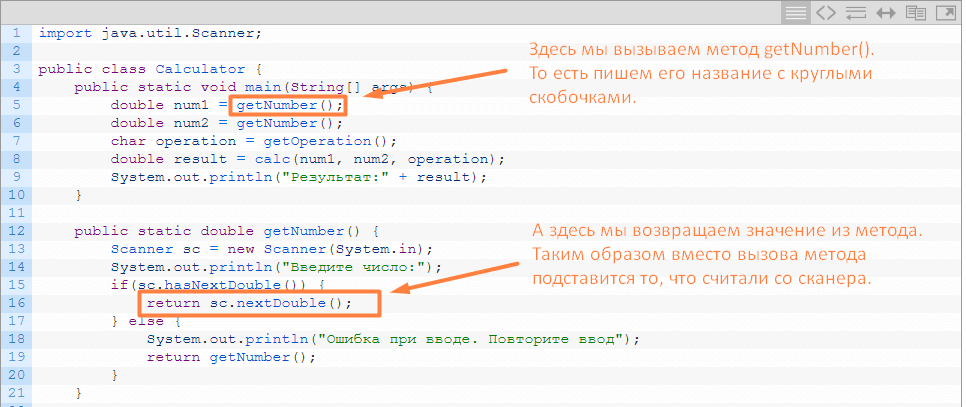 1 import java.util.Scanner;
2
3 public class Calculator {
4 public static void main(String[] args) {
5 double num1 = getNumber();
6 double num2 = getNumber();
7 char operation = getOperation();
8 double result = calc(num1, num2, operation);
9 System.out.println("Результат:" + result);
10 }
11
12 public static double getNumber() {
13 Scanner sc = new Scanner(System.in);
14 System.out.println("Введите число:");
15 if(sc.hasNextDouble()) {
16 return sc.nextDouble();
17 } else {
18 System.out.println("Ошибка при вводе. Повторите ввод");
19 return getNumber();
20 }
21 }
Здесь мы вызываем метод getNumber().
То есть пишем его название с круглыми
скобочками.
А здесь мы возвращаем значение из метода.
Таким образом вместо вызова метода
подставится то, что считали со сканера.